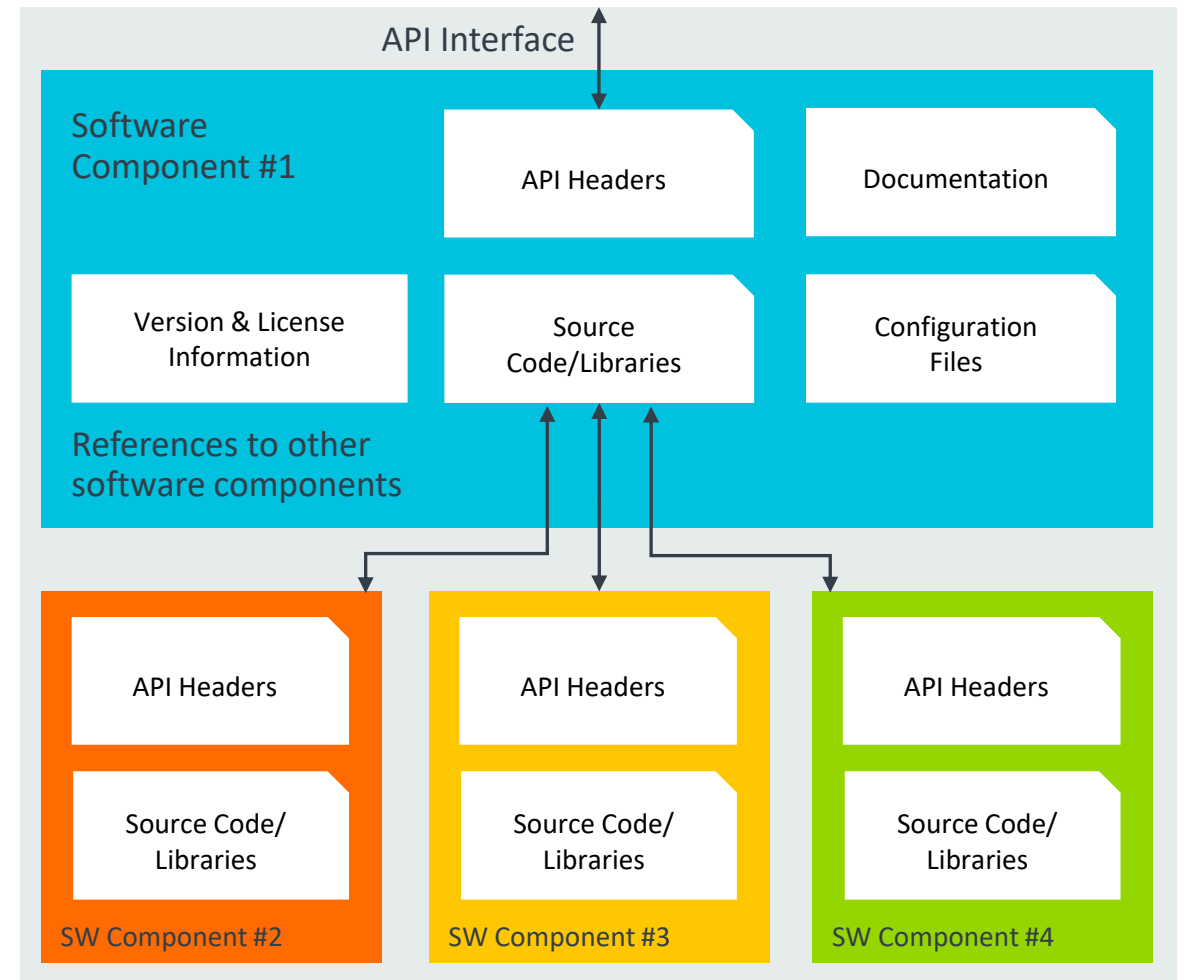 API Interface
Software
Component #1
API Headers
Documentation
Version & License
Information
Source
Code/Libraries
Configuration
Files
References to other
software components
API Headers
API Headers
API Headers
Source Code/
Libraries
Source Code/
Libraries
Source Code/
Libraries
SW Component #2
SW Component #3
SW Component #4